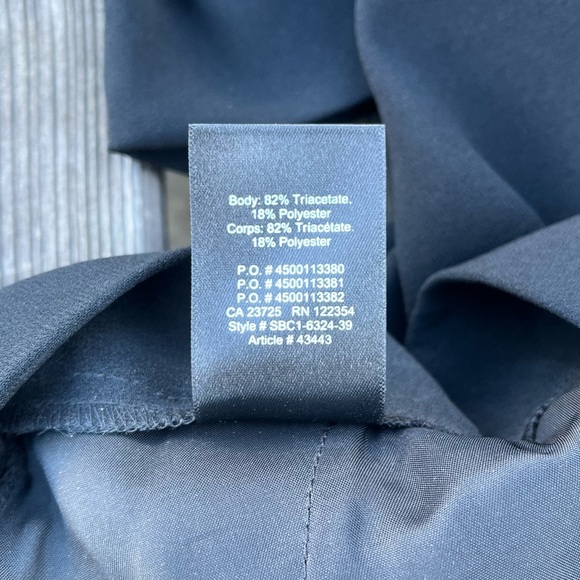 Body: 82% Triacetate.
18% Polyester
Corps: 82% Triacétate.
18% Polyester
P.O. # 4500113380
P.O. # 4500113381
P.O. # 4500113382
CA 23725 RN 122354
Style # SBC1-6324-39
Article # 43443